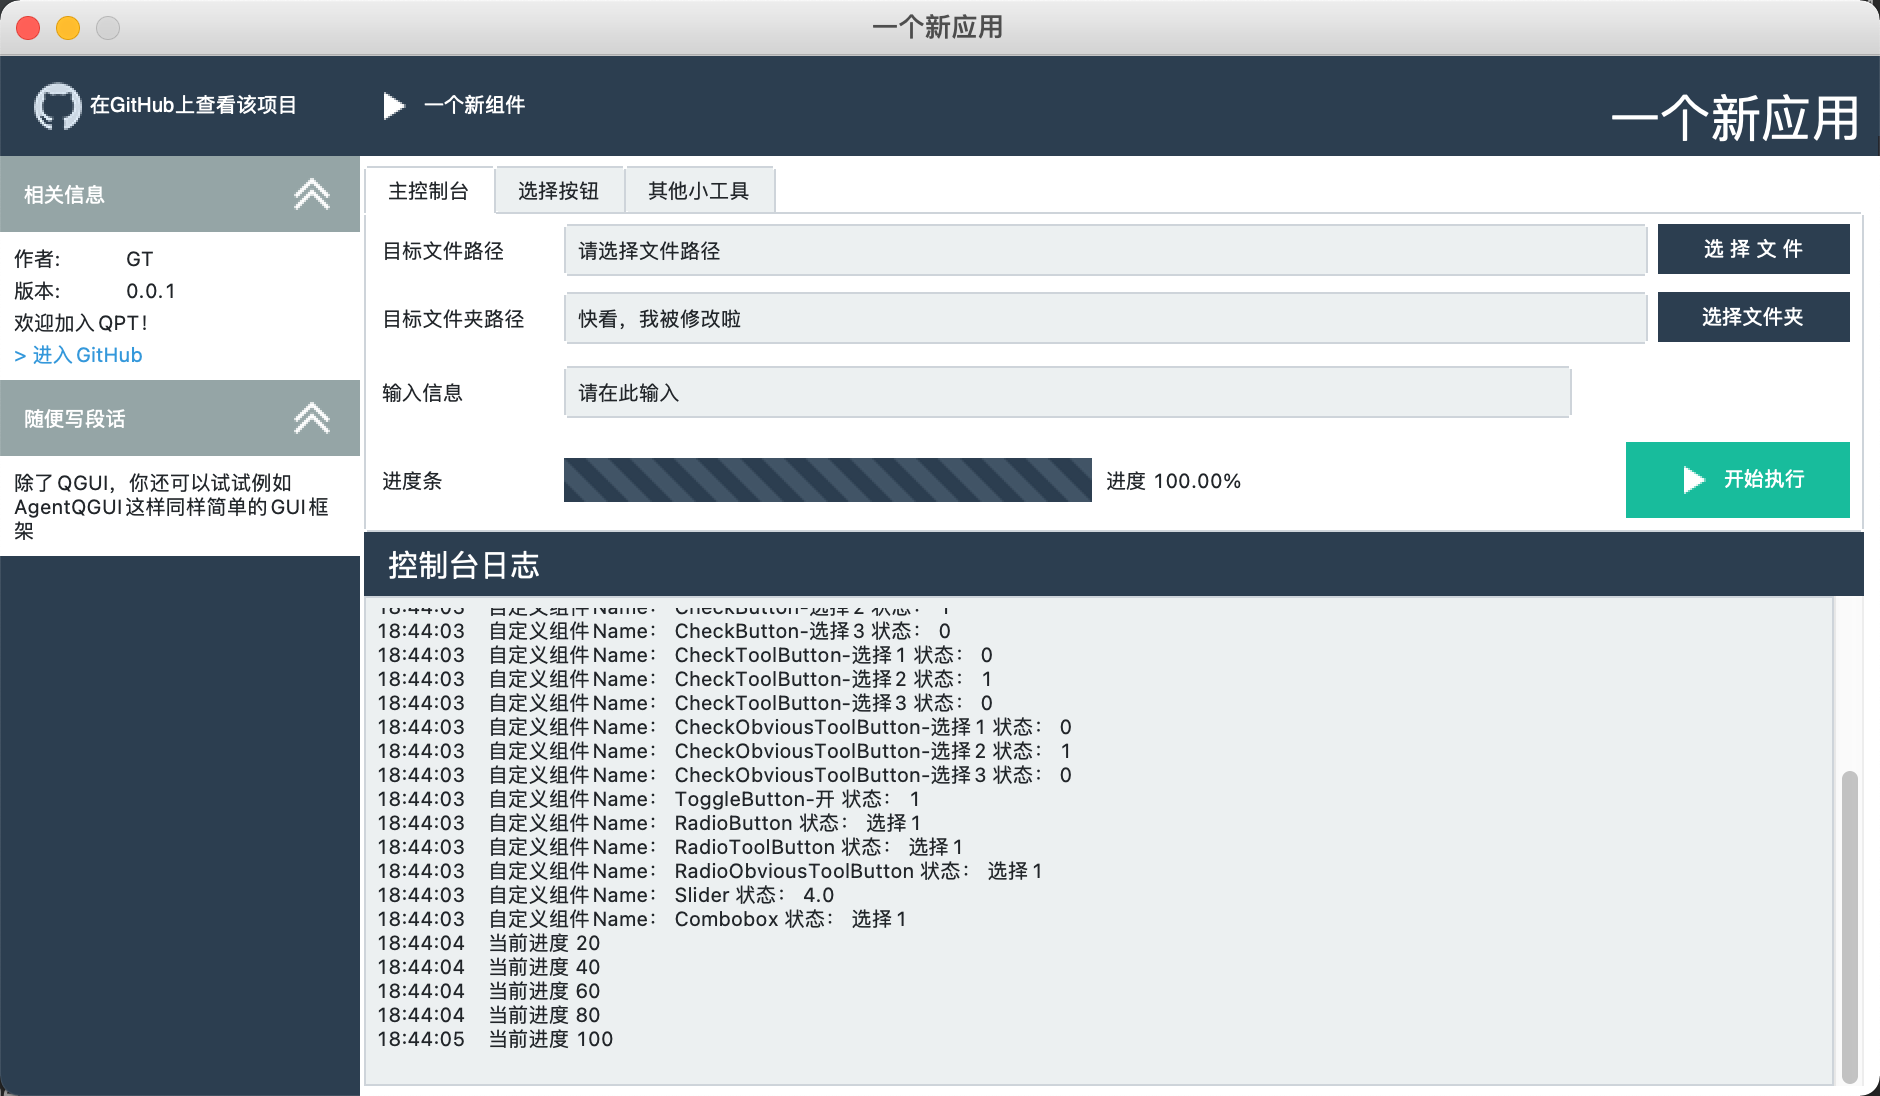 一个新应用
在GitHub上查看该项目
一个新组件
一个新应用
相关信息
作者: GT
版本: 0.0.1
欢迎加入QPT!
> 进入GitHub
随便写段话
除了QGUI，你还可以试试例如
AgentQGUI这样同样简单的GUI框
架
主控制台 选择按钮 其他小工具
目标文件路径 请选择文件路径 选 择 文 件
目标文件夹路径 快看，我被修改啦 选择文件夹
输入信息 请在此输入
进度条 进度 100.00% 开始执行
控制台日志
18:44:03 自定义组件Name： CheckButton-选择2 状态： 1
18:44:03 自定义组件Name： CheckButton-选择3 状态： 0
18:44:03 自定义组件Name： CheckToolButton-选择1 状态： 0
18:44:03 自定义组件Name： CheckToolButton-选择2 状态： 1
18:44:03 自定义组件Name： CheckToolButton-选择3 状态： 0
18:44:03 自定义组件Name： CheckObviousToolButton-选择1 状态： 0
18:44:03 自定义组件Name： CheckObviousToolButton-选择2 状态： 1
18:44:03 自定义组件Name： CheckObviousToolButton-选择3 状态： 0
18:44:03 自定义组件Name： ToggleButton-开 状态： 1
18:44:03 自定义组件Name： RadioButton 状态： 选择1
18:44:03 自定义组件Name： RadioToolButton 状态： 选择1
18:44:03 自定义组件Name： RadioObviousToolButton 状态： 选择1
18:44:03 自定义组件Name： Slider 状态： 4.0
18:44:03 自定义组件Name： Combobox 状态： 选择1
18:44:04 当前进度 20
18:44:04 当前进度 40
18:44:04 当前进度 60
18:44:04 当前进度 80
18:44:05 当前进度 100